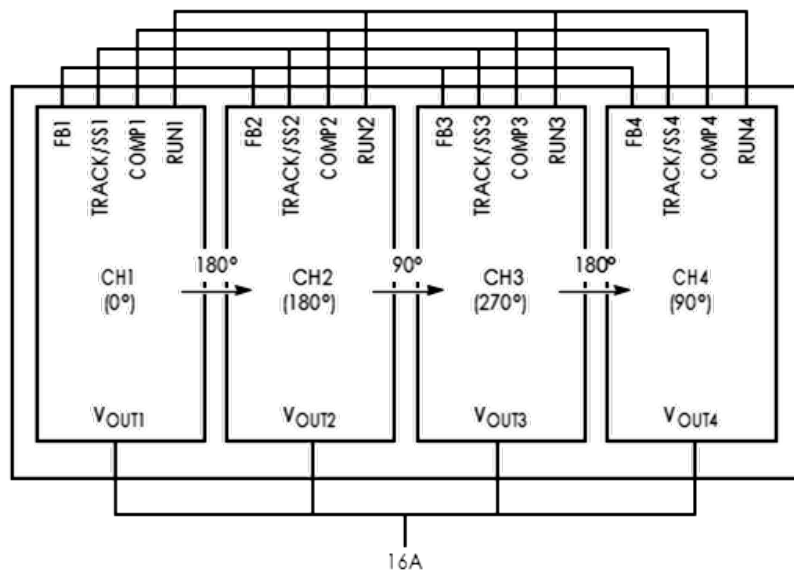 FB1 TRACK/SS1 COMP1 RUN1 FB2 TRACK/SS2 COMP2 RUN2 FB3 TRACK/SS3 COMP3 RUN3 FB4 TRACK/SS4 COMP4 RUN4
180° 90° 180°
CH1 CH2 CH3 CH4
(0°) (180°) (270°) (90°)
VOUT1 VOUT2 VOUT3 VOUT4
16A